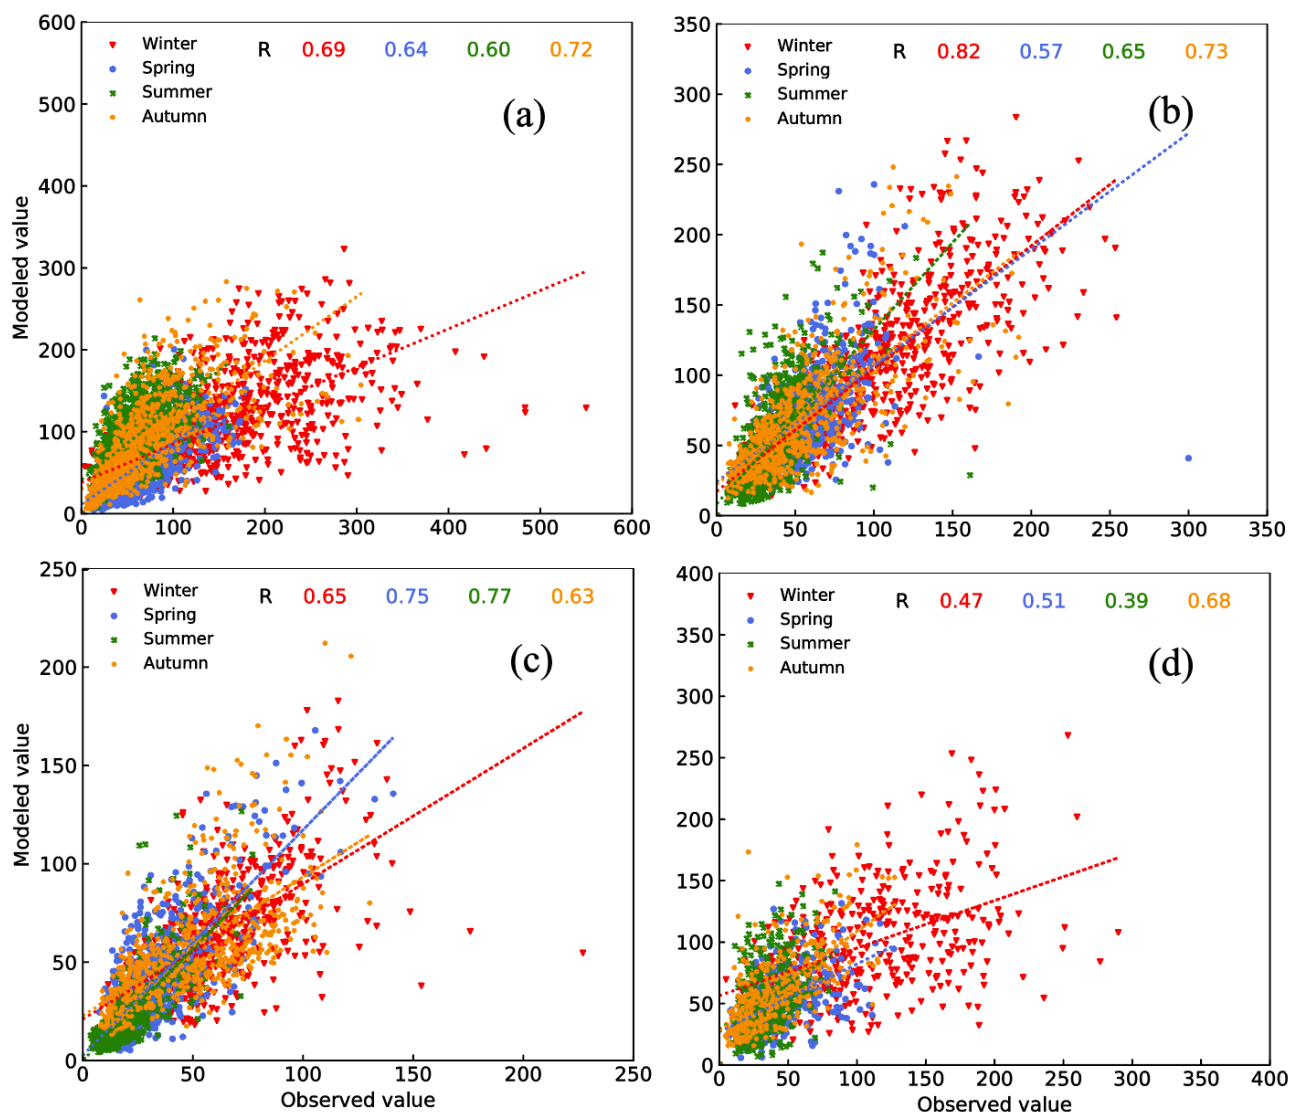 600
500
400
300
200
100
0
Modeled value
Winter R 0.69 0.64 0.60 0.72
Spring
Summer
Autumn
(a)
0 100 200 300 400 500 600
350
300
250
200
150
100
50
0
Winter R 0.82 0.57 0.65 0.73
Spring
Summer
Autumn
(b)
0 50 100 150 200 250 300 350
250
200
150
100
50
0
Modeled value
Winter R 0.65 0.75 0.77 0.63
Spring
Summer
Autumn
(c)
0 50 100 150 200 250
Observed value
400
350
300
250
200
150
100
50
0
Winter R 0.47 0.51 0.39 0.68
Spring
Summer
Autumn
(d)
0 50 100 150 200 250 300 400
Observed value